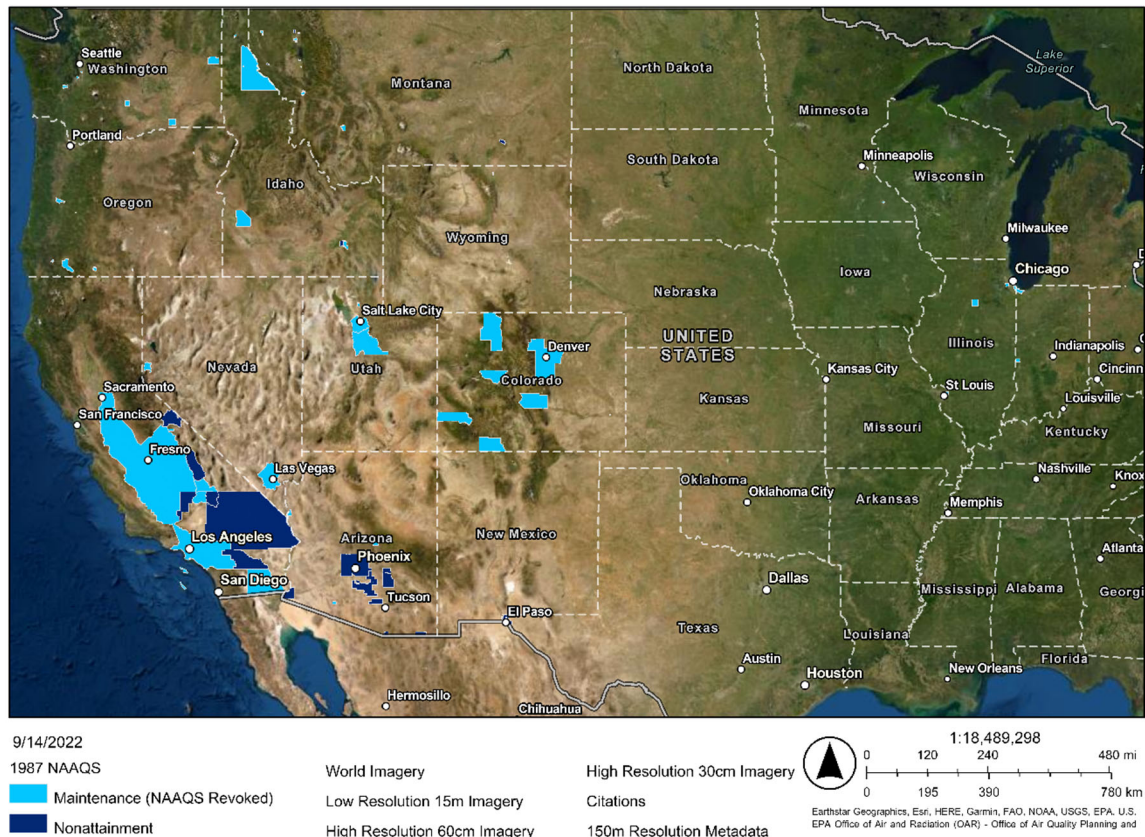 Seattle
Washington
Montana
North Dakota
Lake
Superior
Minnesota
Portland
South Dakota
Minneapolis
Wisconsin
Idaho
Oregon
Wyoming
Milwaukee
Iowa
Chicago
Nebraska
Salt Lake City
UNITED
STATES
Denver
Illinois
Indianapolis
Nevada
Utah
Colorado
Kansas City
Cincinn
Sacramento
Kansas
St Louis
Louisville
San Francisco
Missouri
Kentucky
Fresno
Las Vegas
Oklahoma
Nashville
Knox
Oklahoma City
Arkansas
Memphis
Los Angeles
Arizona
New Mexico
Phoenix
Atlanta
San Diego
Dallas
Mississippi
Alabama
Georgi
Tucson
El Paso
Texas
Louisiana
Austin
Florida
Houston
New Orleans
Hermosillo
Chihuahua
9/14/2022
1987 NAAQS
Maintenance (NAAQS Revoked)
Nonattainment
World Imagery
Low Resolution 15m Imagery
High Resolution 60cm Imagery
High Resolution 30cm Imagery
Citations
150m Resolution Metadata
1:18,489,298
0 120 240 480 mi
0 195 390 780 km
Earthstar Geographics, Esri, HERE, Garmin, FAO, NOAA, USGS, EPA. U.S.
EPA Office of Air and Radiation (OAR) - Office of Air Quality Planning and